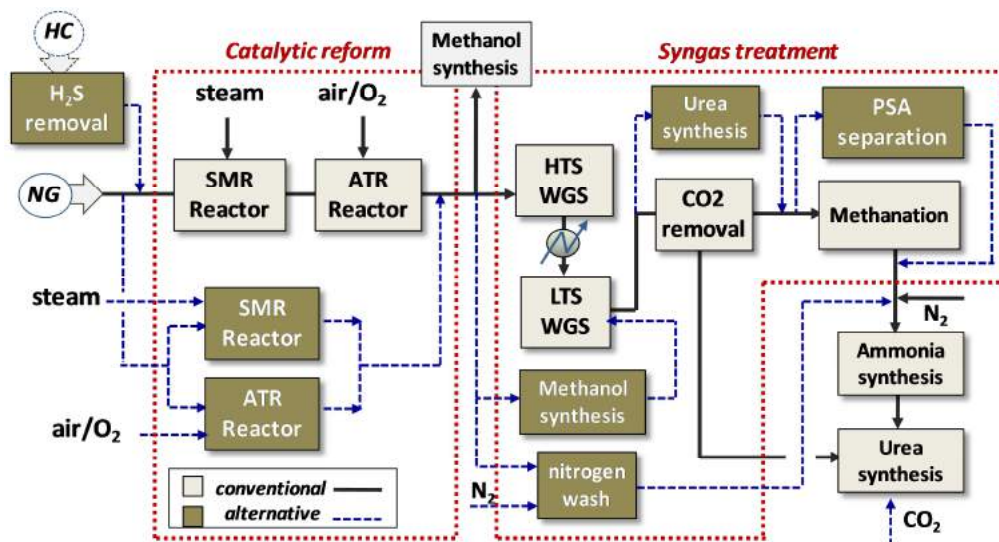 HC
H₂S
removal
NG
Catalytic reform
steam
air/O₂
SMR
Reactor
ATR
Reactor
steam
SMR
Reactor
ATR
Reactor
air/O₂
conventional
alternative
Methanol
synthesis
Syngas treatment
HTS
WGS
LTS
WGS
Urea
synthesis
CO2
removal
PSA
separation
Methanation
Methanol
synthesis
N₂
nitrogen
wash
N₂
Ammonia
synthesis
Urea
synthesis
CO₂